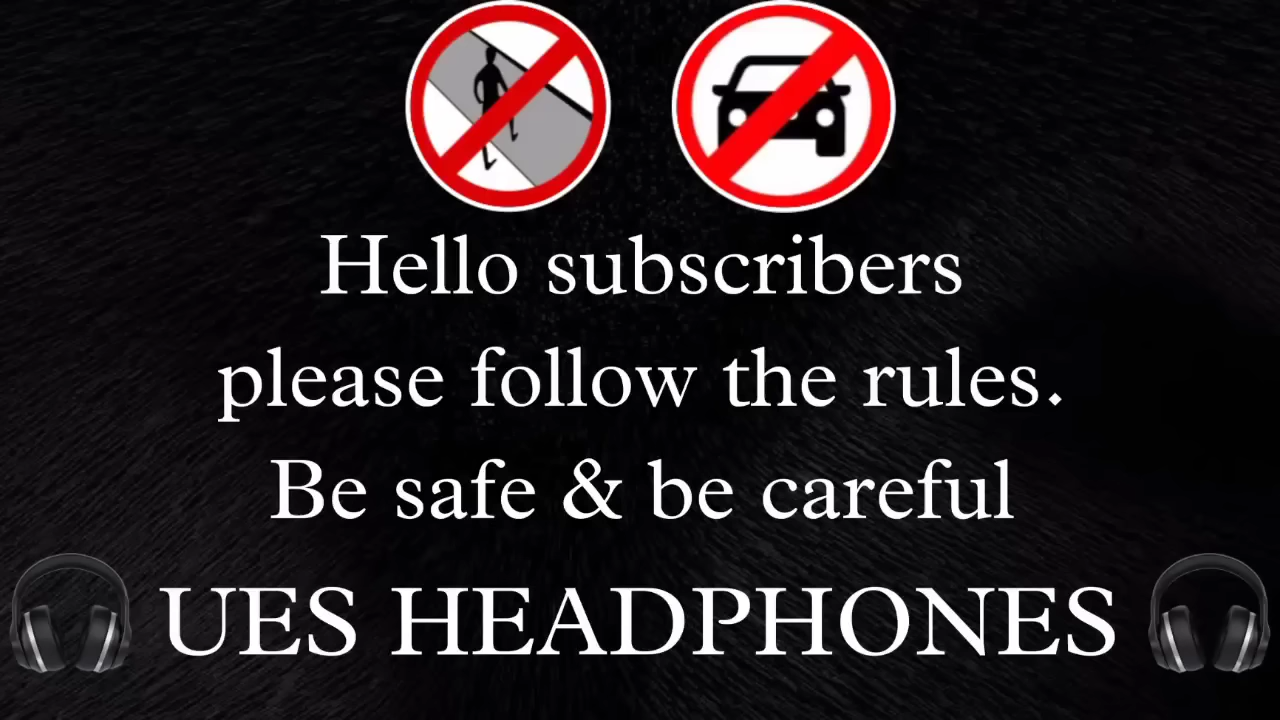 Hello subscribers
please follow the rules.
Be safe & be careful
UES HEADPHONES